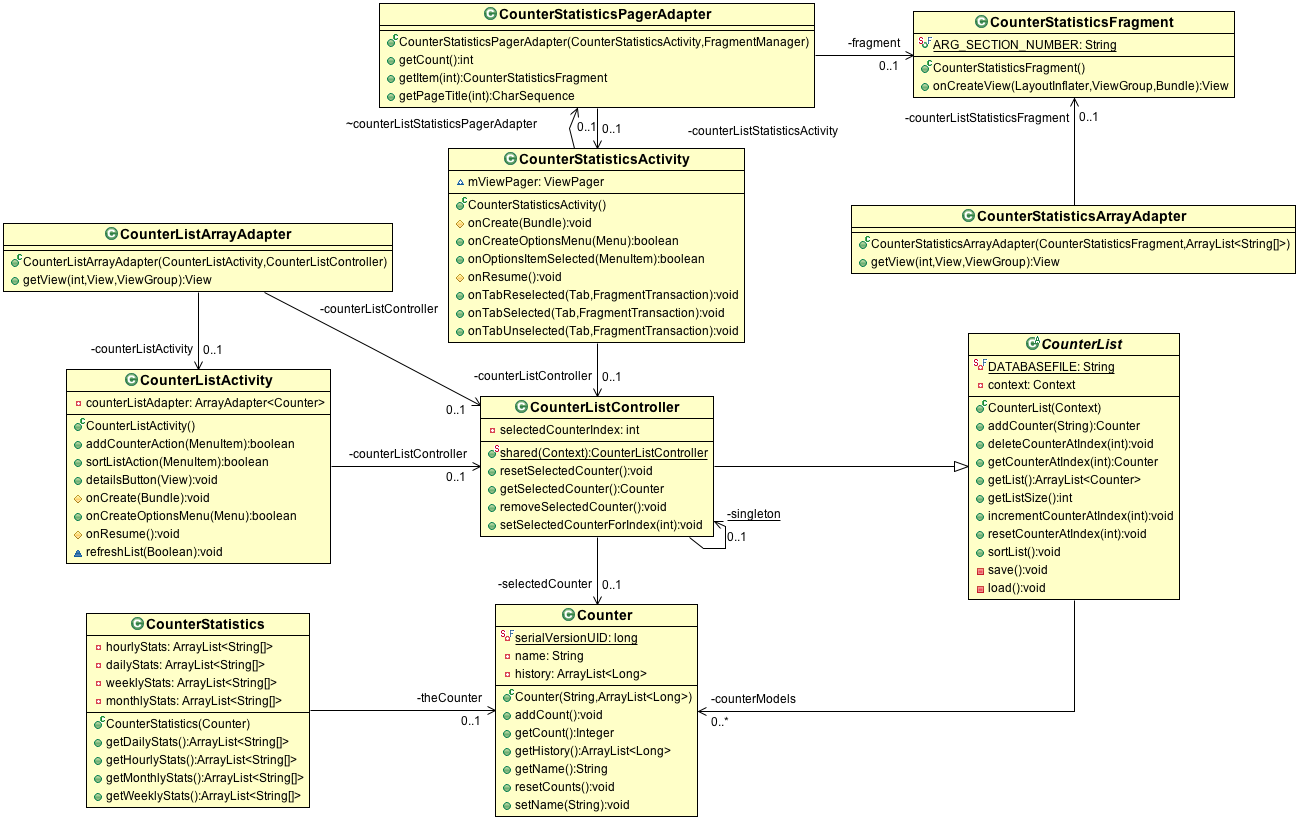 CounterStatisticsPagerAdapter
CounterStatisticsPagerAdapter(CounterStatisticsActivity,FragmentManager)
getCount():int
getItem(int):CounterStatisticsFragment
getPageTitle(int):CharSequence
-fragment
0..1
CounterStatisticsFragment
ARG_SECTION_NUMBER: String
CounterStatisticsFragment()
onCreateView(LayoutInflater,ViewGroup,Bundle):View
~counterListStatisticsPagerAdapter
0..1
0..1
-counterListStatisticsActivity
-counterListStatisticsFragment
0..1
CounterStatisticsActivity
mViewPager: ViewPager
CounterStatisticsActivity()
onCreate(Bundle):void
onCreateOptionsMenu(Menu):boolean
onOptionsItemSelected(MenuItem):boolean
onResume():void
onTabReselected(Tab,FragmentTransaction):void
onTabSelected(Tab,FragmentTransaction):void
onTabUnselected(Tab,FragmentTransaction):void
CounterStatisticsArrayAdapter
CounterStatisticsArrayAdapter(CounterStatisticsFragment,ArrayList<String[]>)
getView(int,View,ViewGroup):View
CounterListArrayAdapter
CounterListArrayAdapter(CounterListActivity,CounterListController)
getView(int,View,ViewGroup):View
-counterListController
0..1
-counterListActivity
0..1
-counterListController
0..1
CounterListActivity
counterListAdapter: ArrayAdapter<Counter>
CounterListActivity()
addCounterAction(MenuItem):boolean
sortListAction(MenuItem):boolean
detailsButton(View):void
onCreate(Bundle):void
onCreateOptionsMenu(Menu):boolean
onResume():void
refreshList(Boolean):void
-counterListController
0..1
CounterListController
selectedCounterIndex: int
shared(Context):CounterListController
resetSelectedCounter():void
getSelectedCounter():Counter
removeSelectedCounter():void
setSelectedCounterForIndex(int):void
-singleton
0..1
CounterList
DATABASEFILE: String
context: Context
CounterList(Context)
addCounter(String):Counter
deleteCounterAtIndex(int):void
getCounterAtIndex(int):Counter
getList():ArrayList<Counter>
getListSize():int
incrementCounterAtIndex(int):void
resetCounterAtIndex(int):void
sortList():void
save():void
load():void
-selectedCounter
0..1
CounterStatistics
hourlyStats: ArrayList<String[]>
dailyStats: ArrayList<String[]>
weeklyStats: ArrayList<String[]>
monthlyStats: ArrayList<String[]>
CounterStatistics(Counter)
getDailyStats():ArrayList<String[]>
getHourlyStats():ArrayList<String[]>
getMonthlyStats():ArrayList<String[]>
getWeeklyStats():ArrayList<String[]>
-theCounter
0..1
Counter
serialVersionUID: long
name: String
history: ArrayList<Long>
Counter(String,ArrayList<Long>)
addCount():void
getCount():Integer
getHistory():ArrayList<Long>
getName():String
resetCounts():void
setName(String):void
-counterModels
0..*